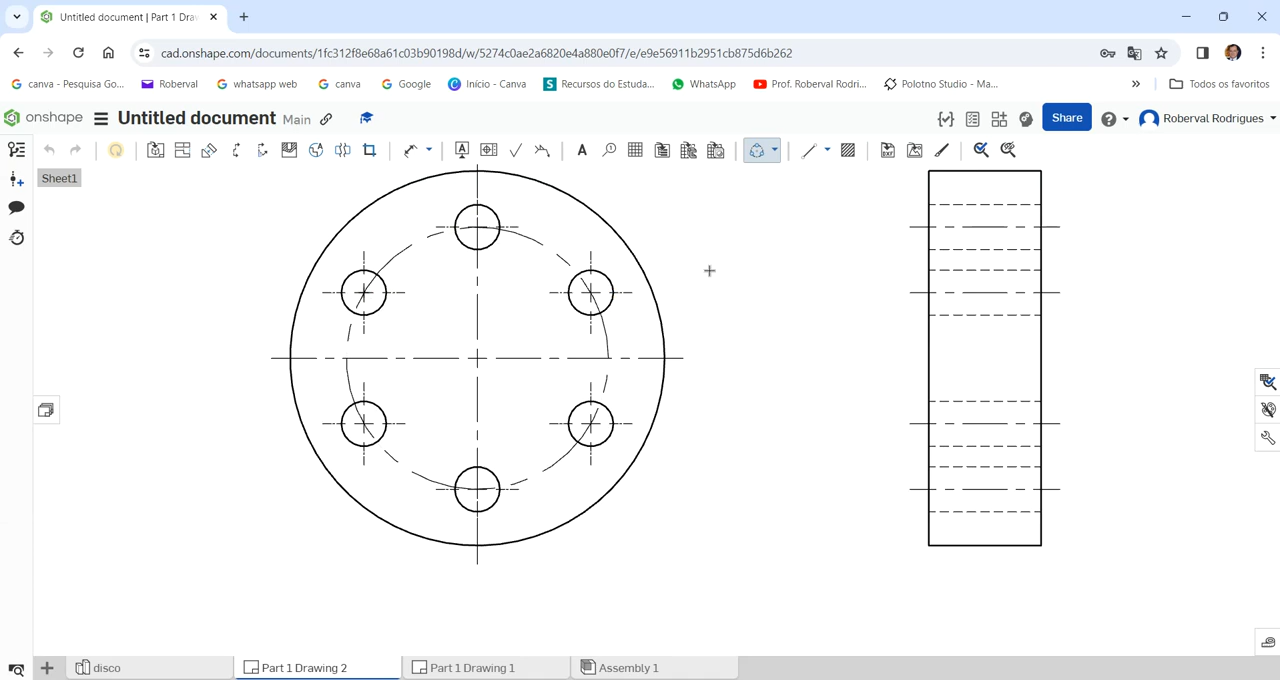 Untitled document | Part 1 Dra
cad.onshape.com/documents/1fc312f8e68a61c03b90198d/w/5274c0ae2a6820e4a880e0f7/e/e9e56911b2951cb875d6b262
canva - Pesquisa Go... Roberval whatsapp web canva Google Início - Canva Recursos do Estuda... WhatsApp Prof. Roberval Rodri... Polotno Studio - Ma... » Todos os favoritos
onshape Untitled document Main Share Roberval Rodrigues
Sheet1
disco Part 1 Drawing 2 Part 1 Drawing 1 Assembly 1